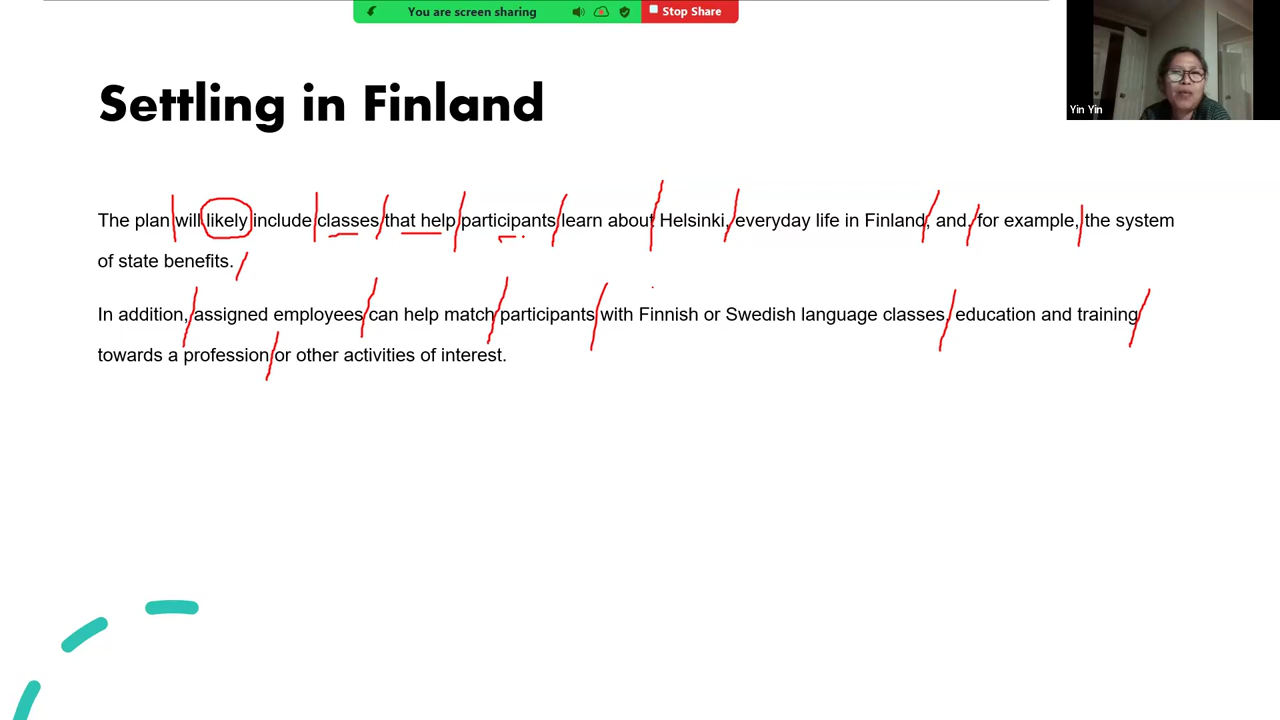 You are screen sharing
Stop Share
Yin Yin
Settling in Finland
The plan will likely include classes that help participants learn about Helsinki, everyday life in Finland, and, for example, the system
of state benefits.
In addition, assigned employees can help match participants with Finnish or Swedish language classes, education and training
towards a profession or other activities of interest.